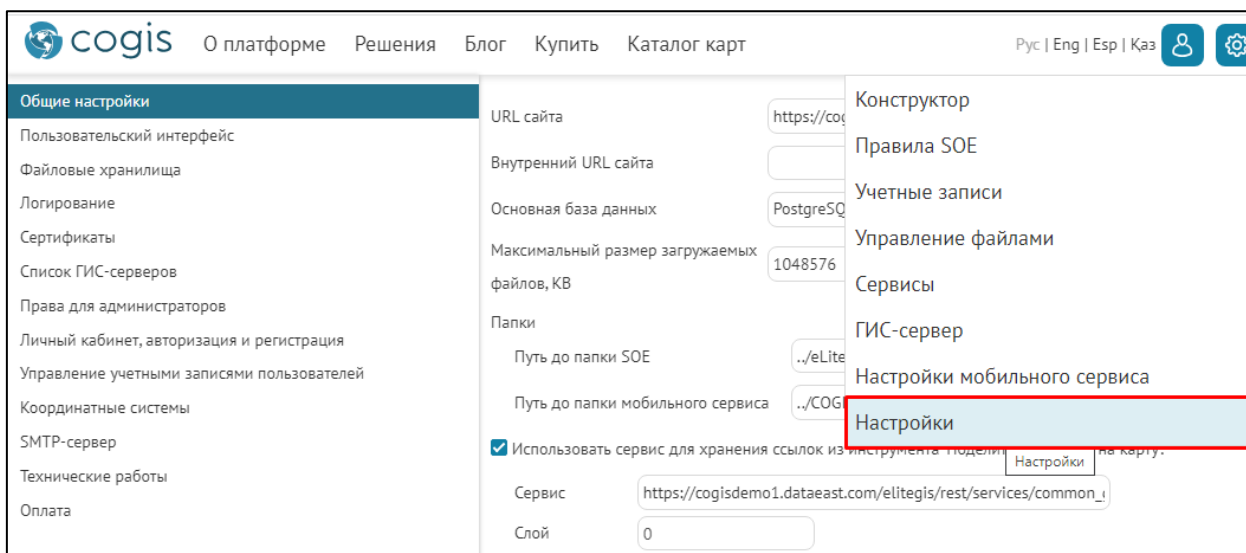 cogis О платформе Решения Блог Купить Каталог карт Рус | Eng | Esp | Қаз
Общие настройки
Пользовательский интерфейс
Файловые хранилища
Логирование
Сертификаты
Список ГИС-серверов
Права для администраторов
Личный кабинет, авторизация и регистрация
Управление учетными записями пользователей
Координатные системы
SMTP-сервер
Технические работы
Оплата
URL сайта https://cog
Внутренний URL сайта
Основная база данных PostgreSQ
Максимальный размер загружаемых
файлов, KB 1048576
Папки
Путь до папки SOE ../eLite
Путь до папки мобильного сервиса ../COGI
Использовать сервис для хранения ссылок из на карту.
Сервис https://cogisdemo1.dataeast.com/elitegis/rest/services/common_
Слой 0
Конструктор
Правила SOE
Учетные записи
Управление файлами
Сервисы
ГИС-сервер
Настройки мобильного сервиса
Настройки
Настройки